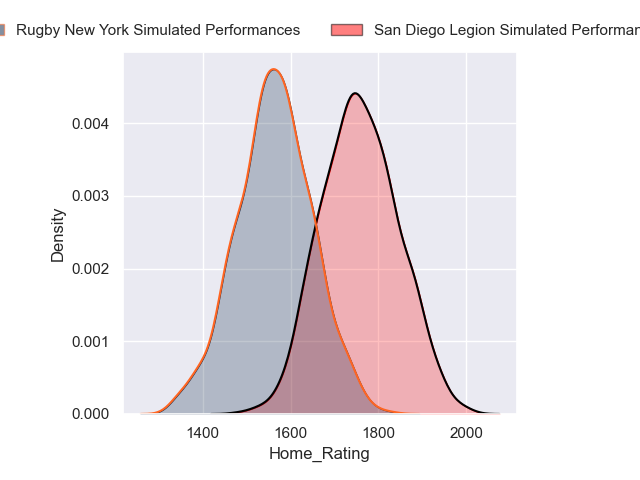 Rugby New York Simulated Performances
San Diego Legion Simulated Performan
0.004
0.003
0.002
0.001
0.000
Density
1400 1600 1800 2000
Home_Rating